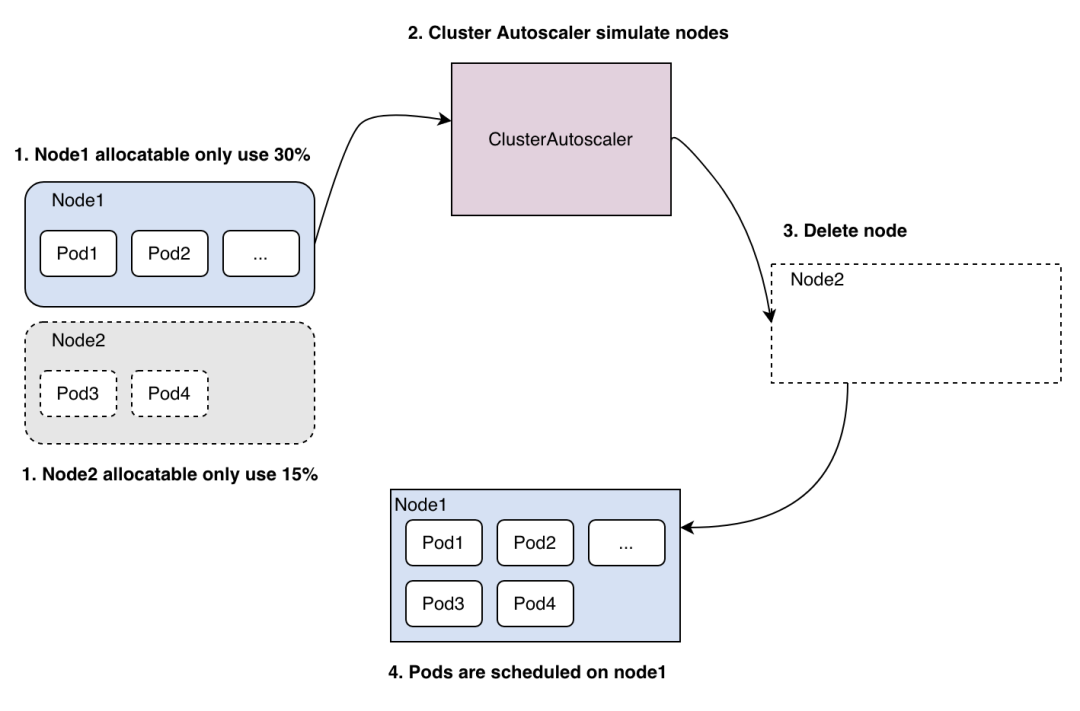 2. Cluster Autoscaler simulate nodes
ClusterAutoscaler
1. Node1 allocatable only use 30%
Node1
Pod1
Pod2
...
Node2
Pod3
Pod4
1. Node2 allocatable only use 15%
3. Delete node
Node2
Node1
Pod1
Pod2
...
Pod3
Pod4
4. Pods are scheduled on node1